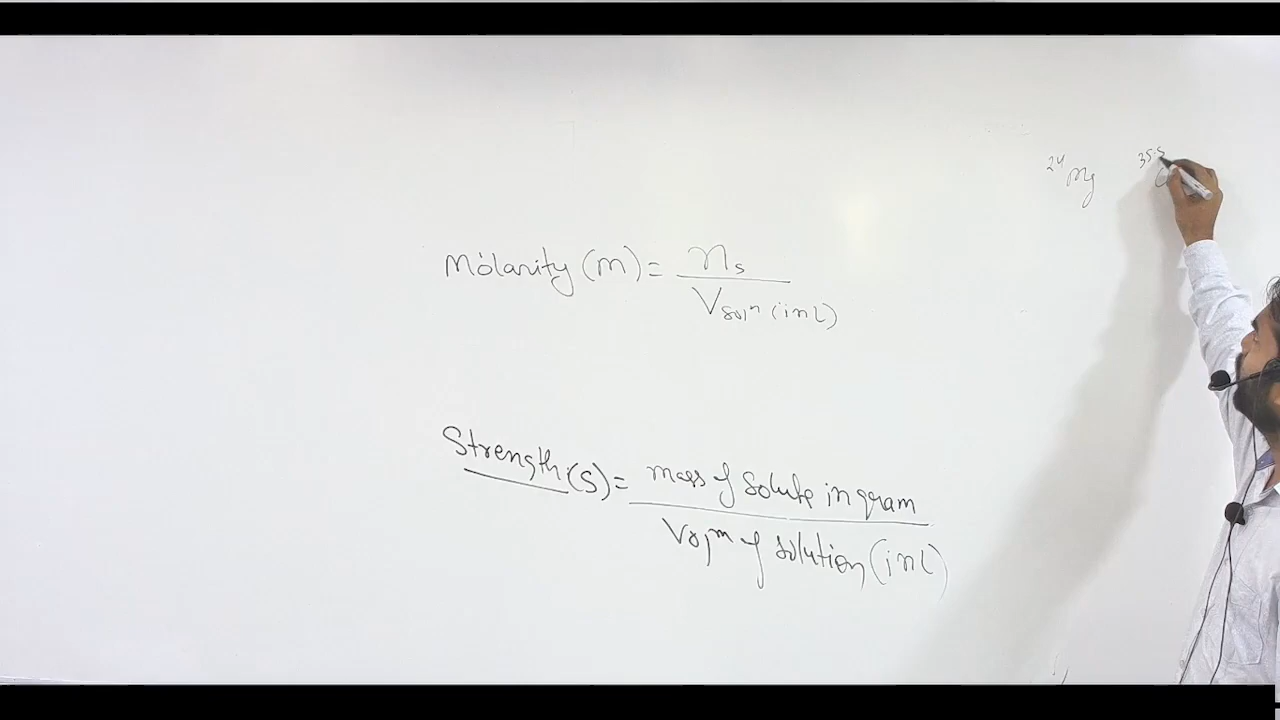 24 Mg 35.5
Molarity (m) = ns
Vsolⁿ (in L)
Strength (S) = mass of solute in gram
Volᵐ of solution (in L)